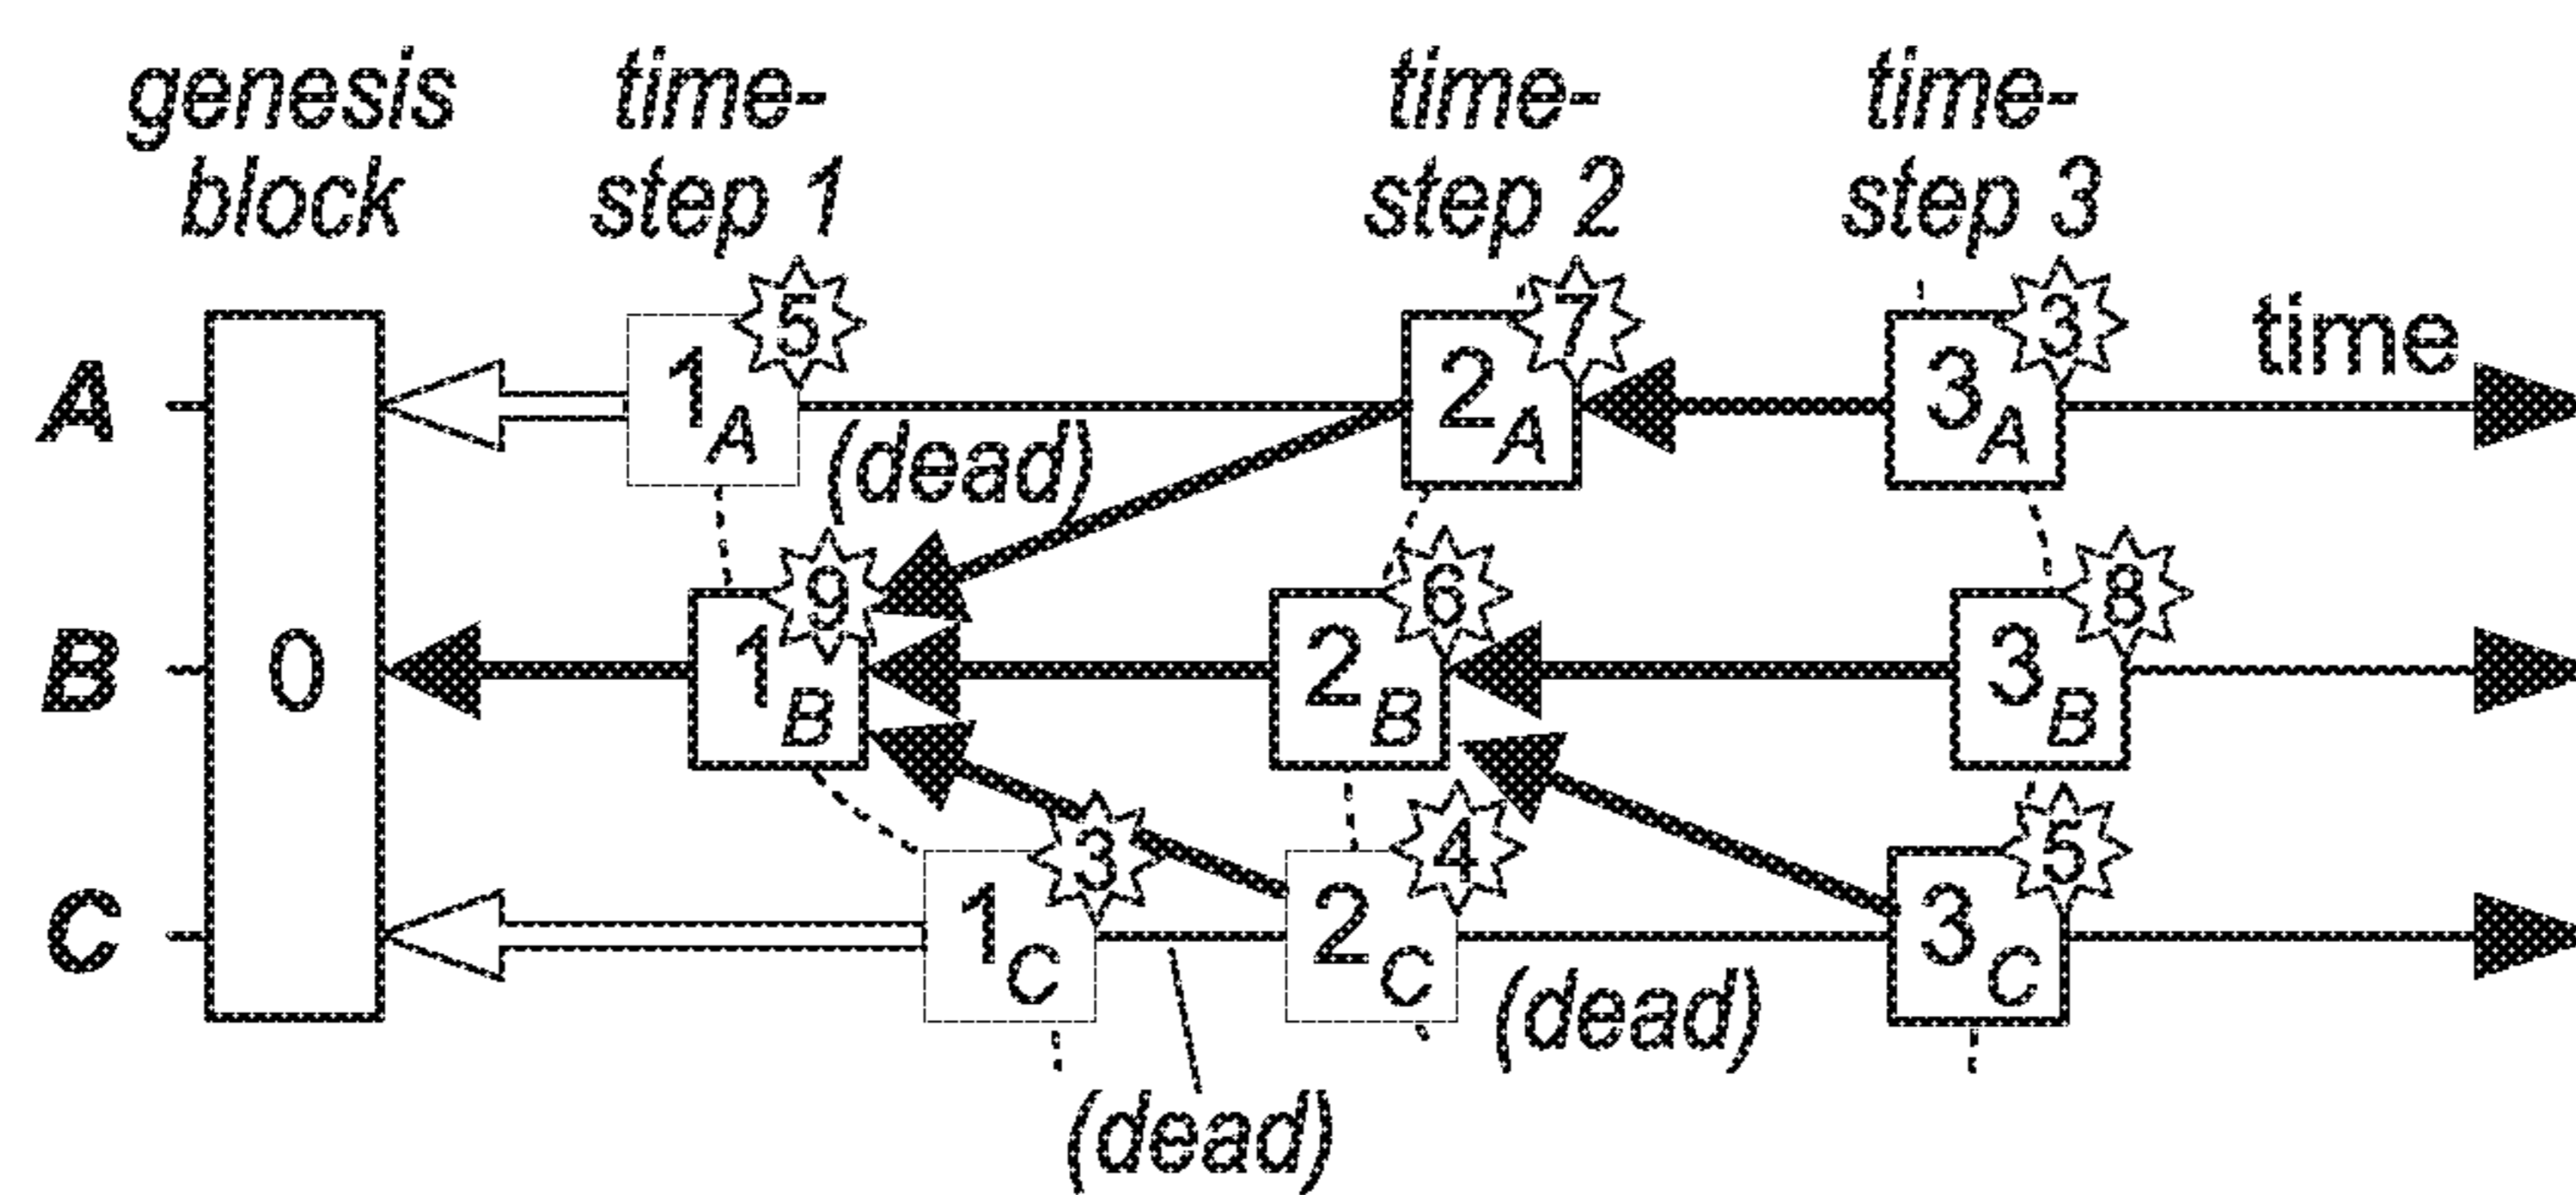 genesis block
time-step 1
time-step 2
time-step 3
time
A
0
5
1A
(dead)
7
2A
3
3A
B
9
1B
6
2B
8
3B
C
3
1C
4
2C
(dead)
5
3C
(dead)